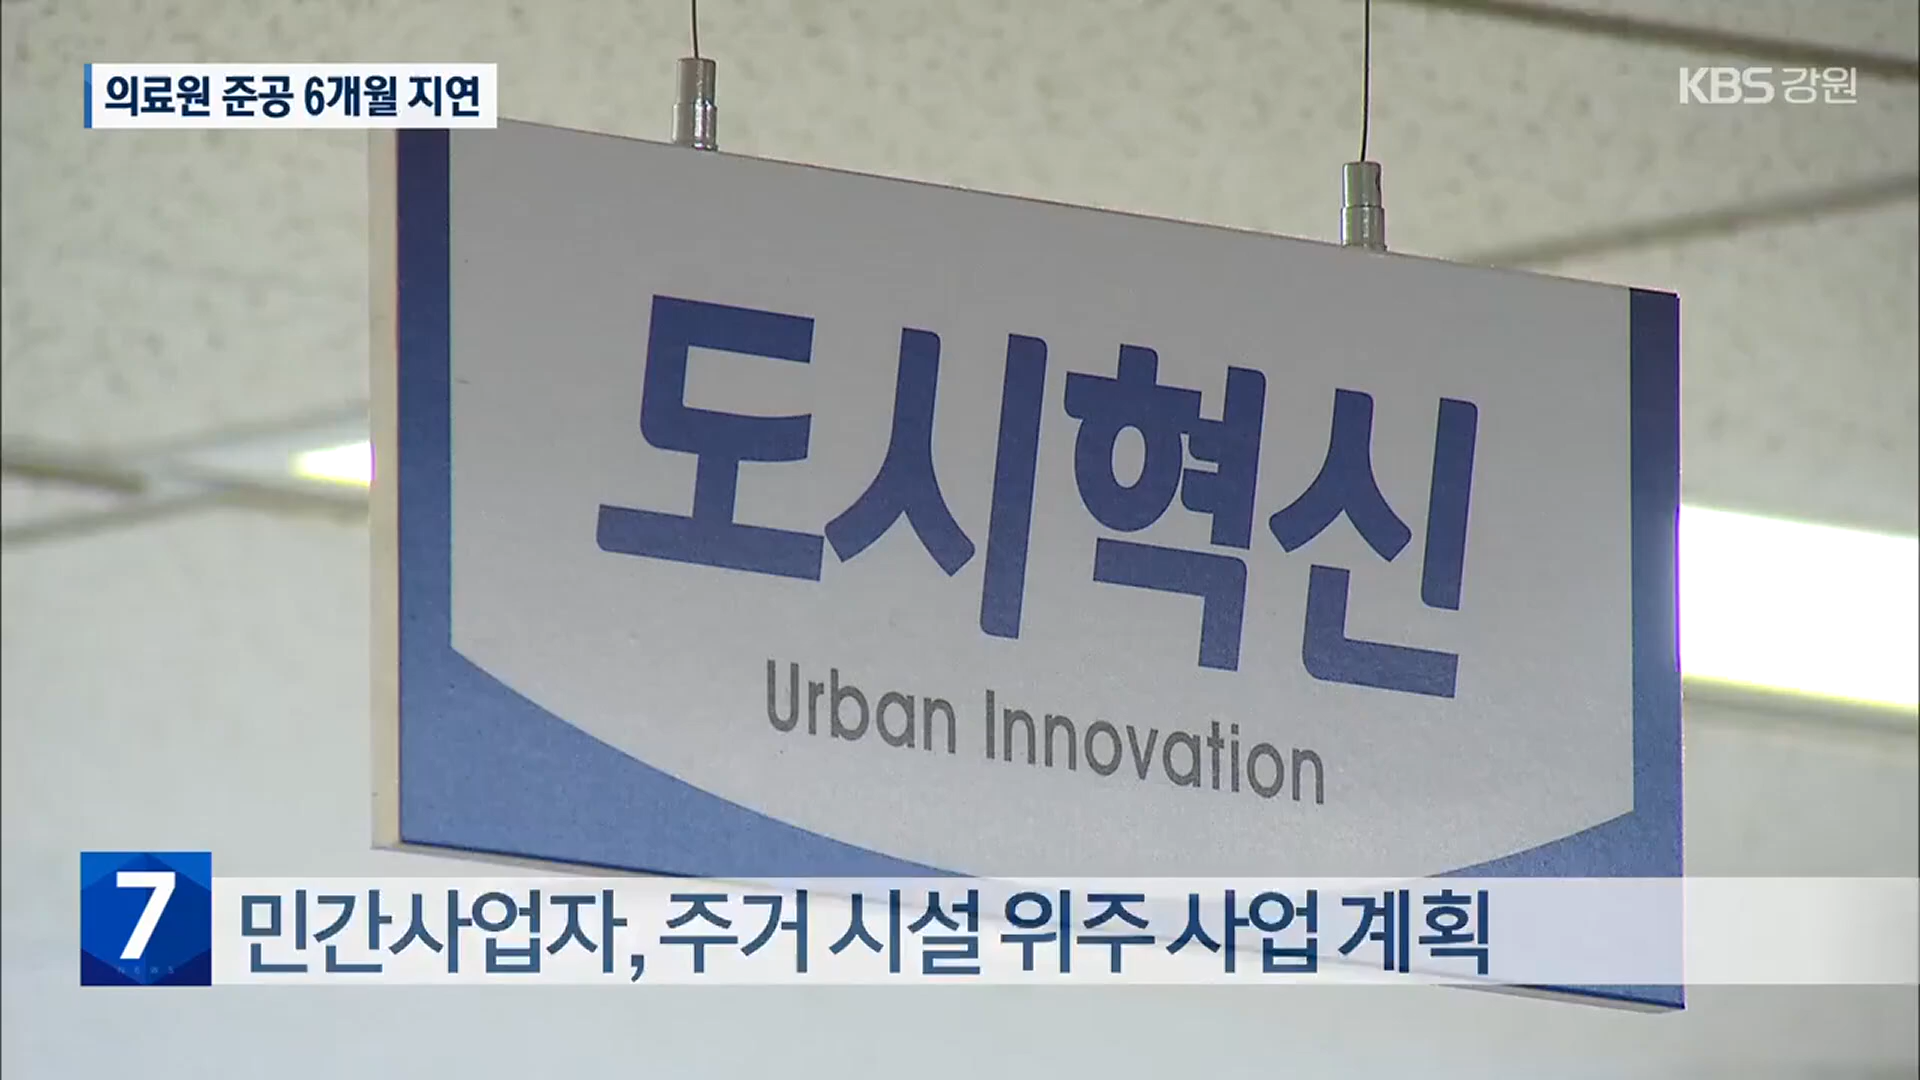 의료원 준공 6개월 지연
KBS 강원
도시혁신
Urban Innovation
7
NEWS
민간사업자, 주거 시설 위주 사업 계획